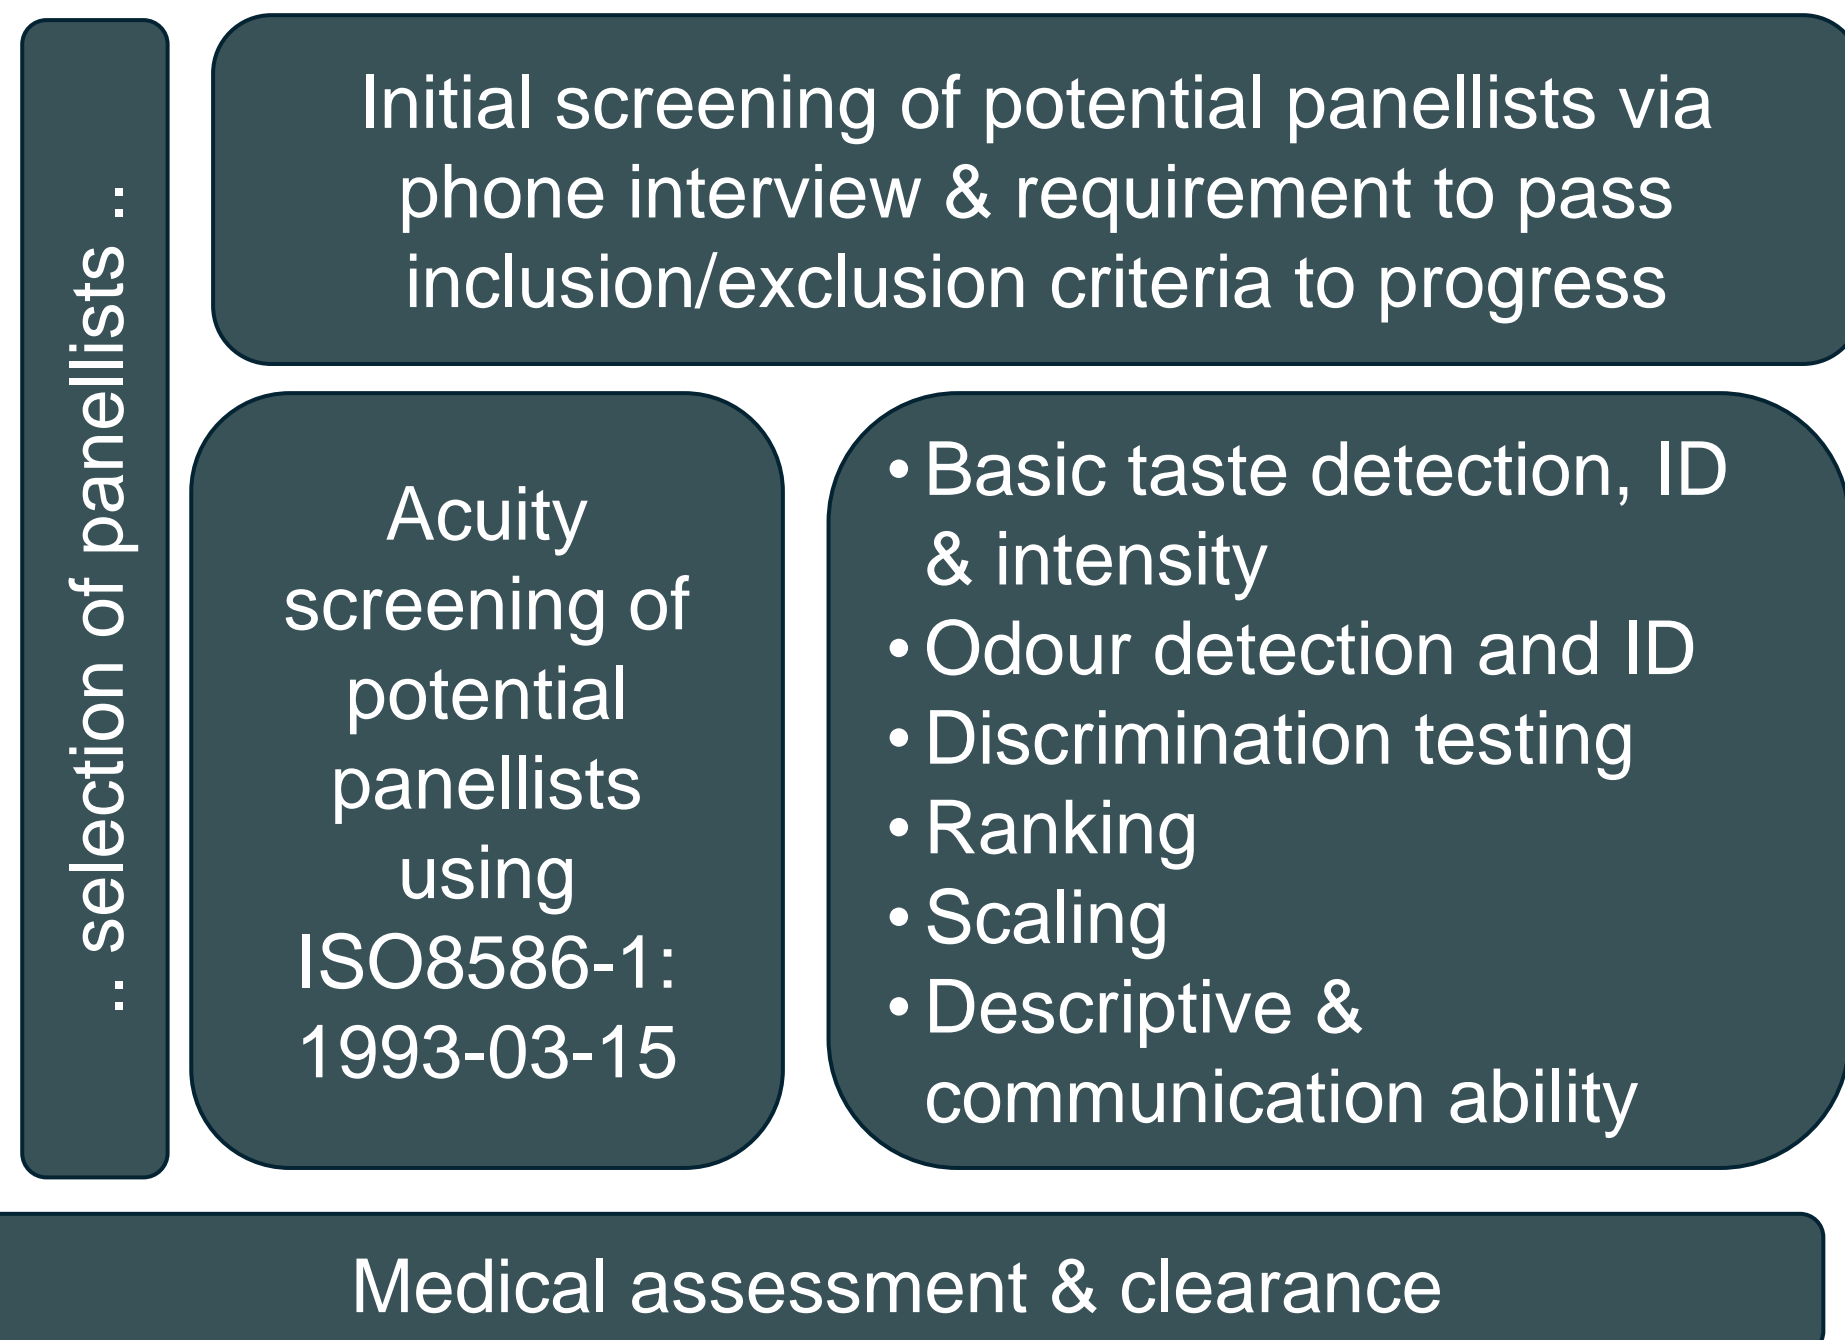 .. selection of panellists ..
Initial screening of potential panellists via
phone interview & requirement to pass
inclusion/exclusion criteria to progress
Acuity
screening of
potential
panellists
using
ISO8586-1:
1993-03-15
• Basic taste detection, ID
& intensity
• Odour detection and ID
• Discrimination testing
• Ranking
• Scaling
• Descriptive &
communication ability
Medical assessment & clearance